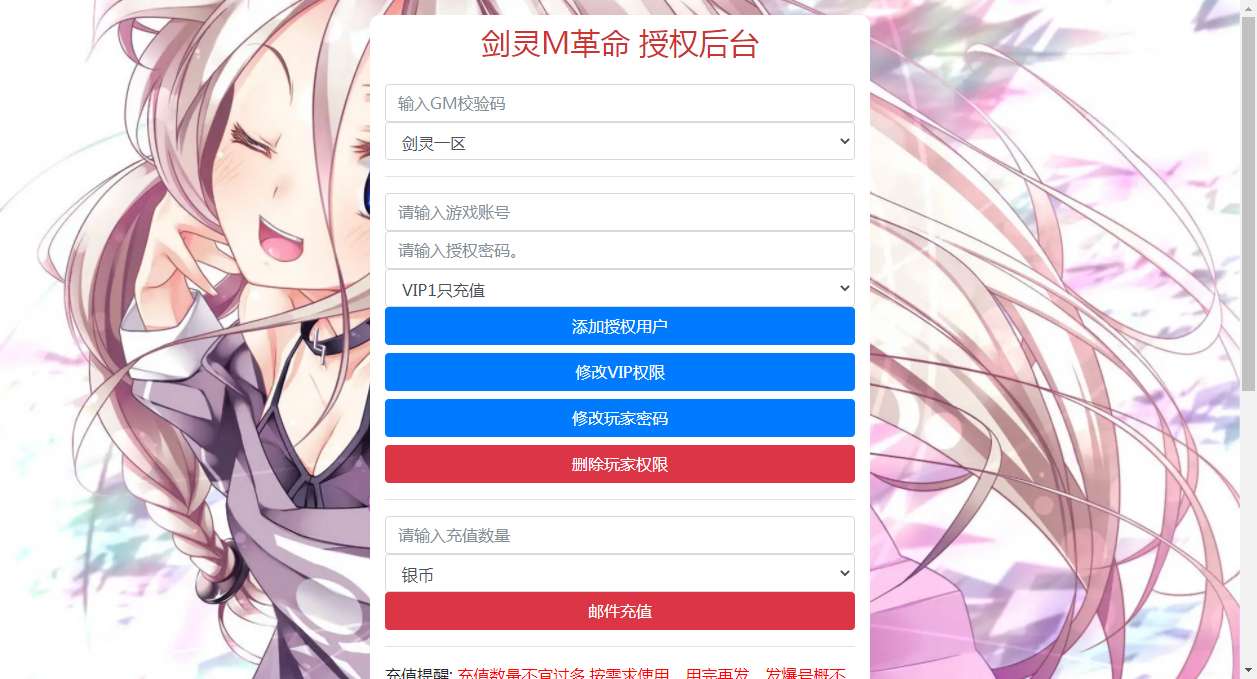 剑灵M革命 授权后台
输入GM校验码
剑灵一区
请输入游戏账号
请输入授权密码。
VIP1只充值
添加授权用户
修改VIP权限
修改玩家密码
删除玩家权限
请输入充值数量
银币
邮件充值
充值提醒: 充值数量不宜过多,按需求使用，用完再发，发爆号概不